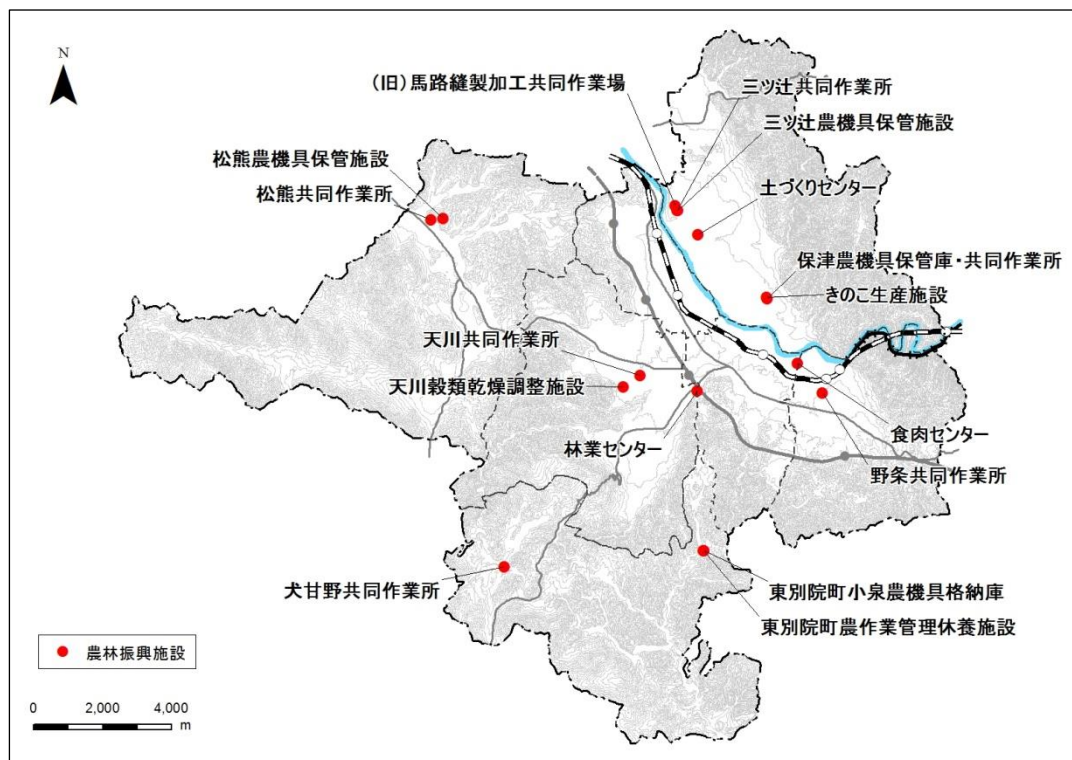 N
(旧)馬路縫製加工共同作業場
三ツ辻共同作業所
三ツ辻農機具保管施設
松熊農機具保管施設
松熊共同作業所
土づくりセンター
保津農機具保管庫・共同作業所
きのこ生産施設
天川共同作業所
天川穀類乾燥調整施設
林業センター
食肉センター
野条共同作業所
犬甘野共同作業所
東別院町小泉農機具格納庫
東別院町農作業管理休養施設
農林振興施設
0 2,000 4,000
m